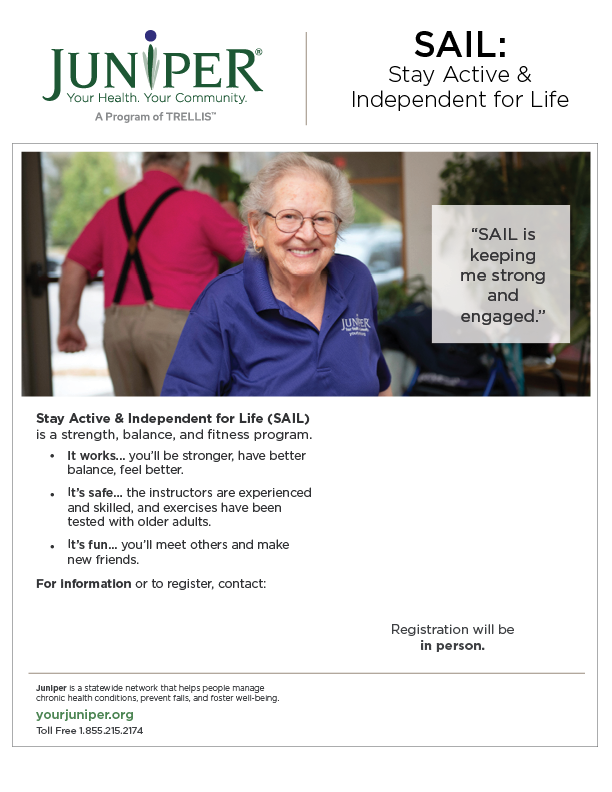 JUNIPER®
Your Health. Your Community.
A Program of TRELLIS™
SAIL:
Stay Active &
Independent for Life
“SAIL is
keeping
me strong
and
engaged.”
JUNIPER
Stay Active & Independent for Life (SAIL)
is a strength, balance, and fitness program.
• It works... you’ll be stronger, have better
balance, feel better.
• It’s safe... the instructors are experienced
and skilled, and exercises have been
tested with older adults.
• It’s fun... you’ll meet others and make
new friends.
For information or to register, contact:
Registration will be
in person.
Juniper is a statewide network that helps people manage
chronic health conditions, prevent falls, and foster well-being.
yourjuniper.org
Toll Free 1.855.215.2174